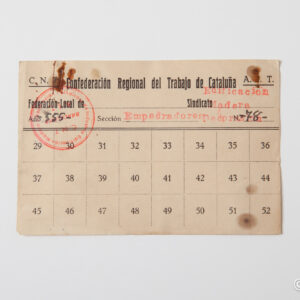 C. N. T. Confederación Regional del Trabajo de Cataluña A. I. T.
Edificación
Federación Local de Sindicato Madera
Sección Empedradores Nº 76-
29 30 31 32 33 34 35 36
37 38 39 40 41 42 43 44
45 46 47 48 49 50 51 52